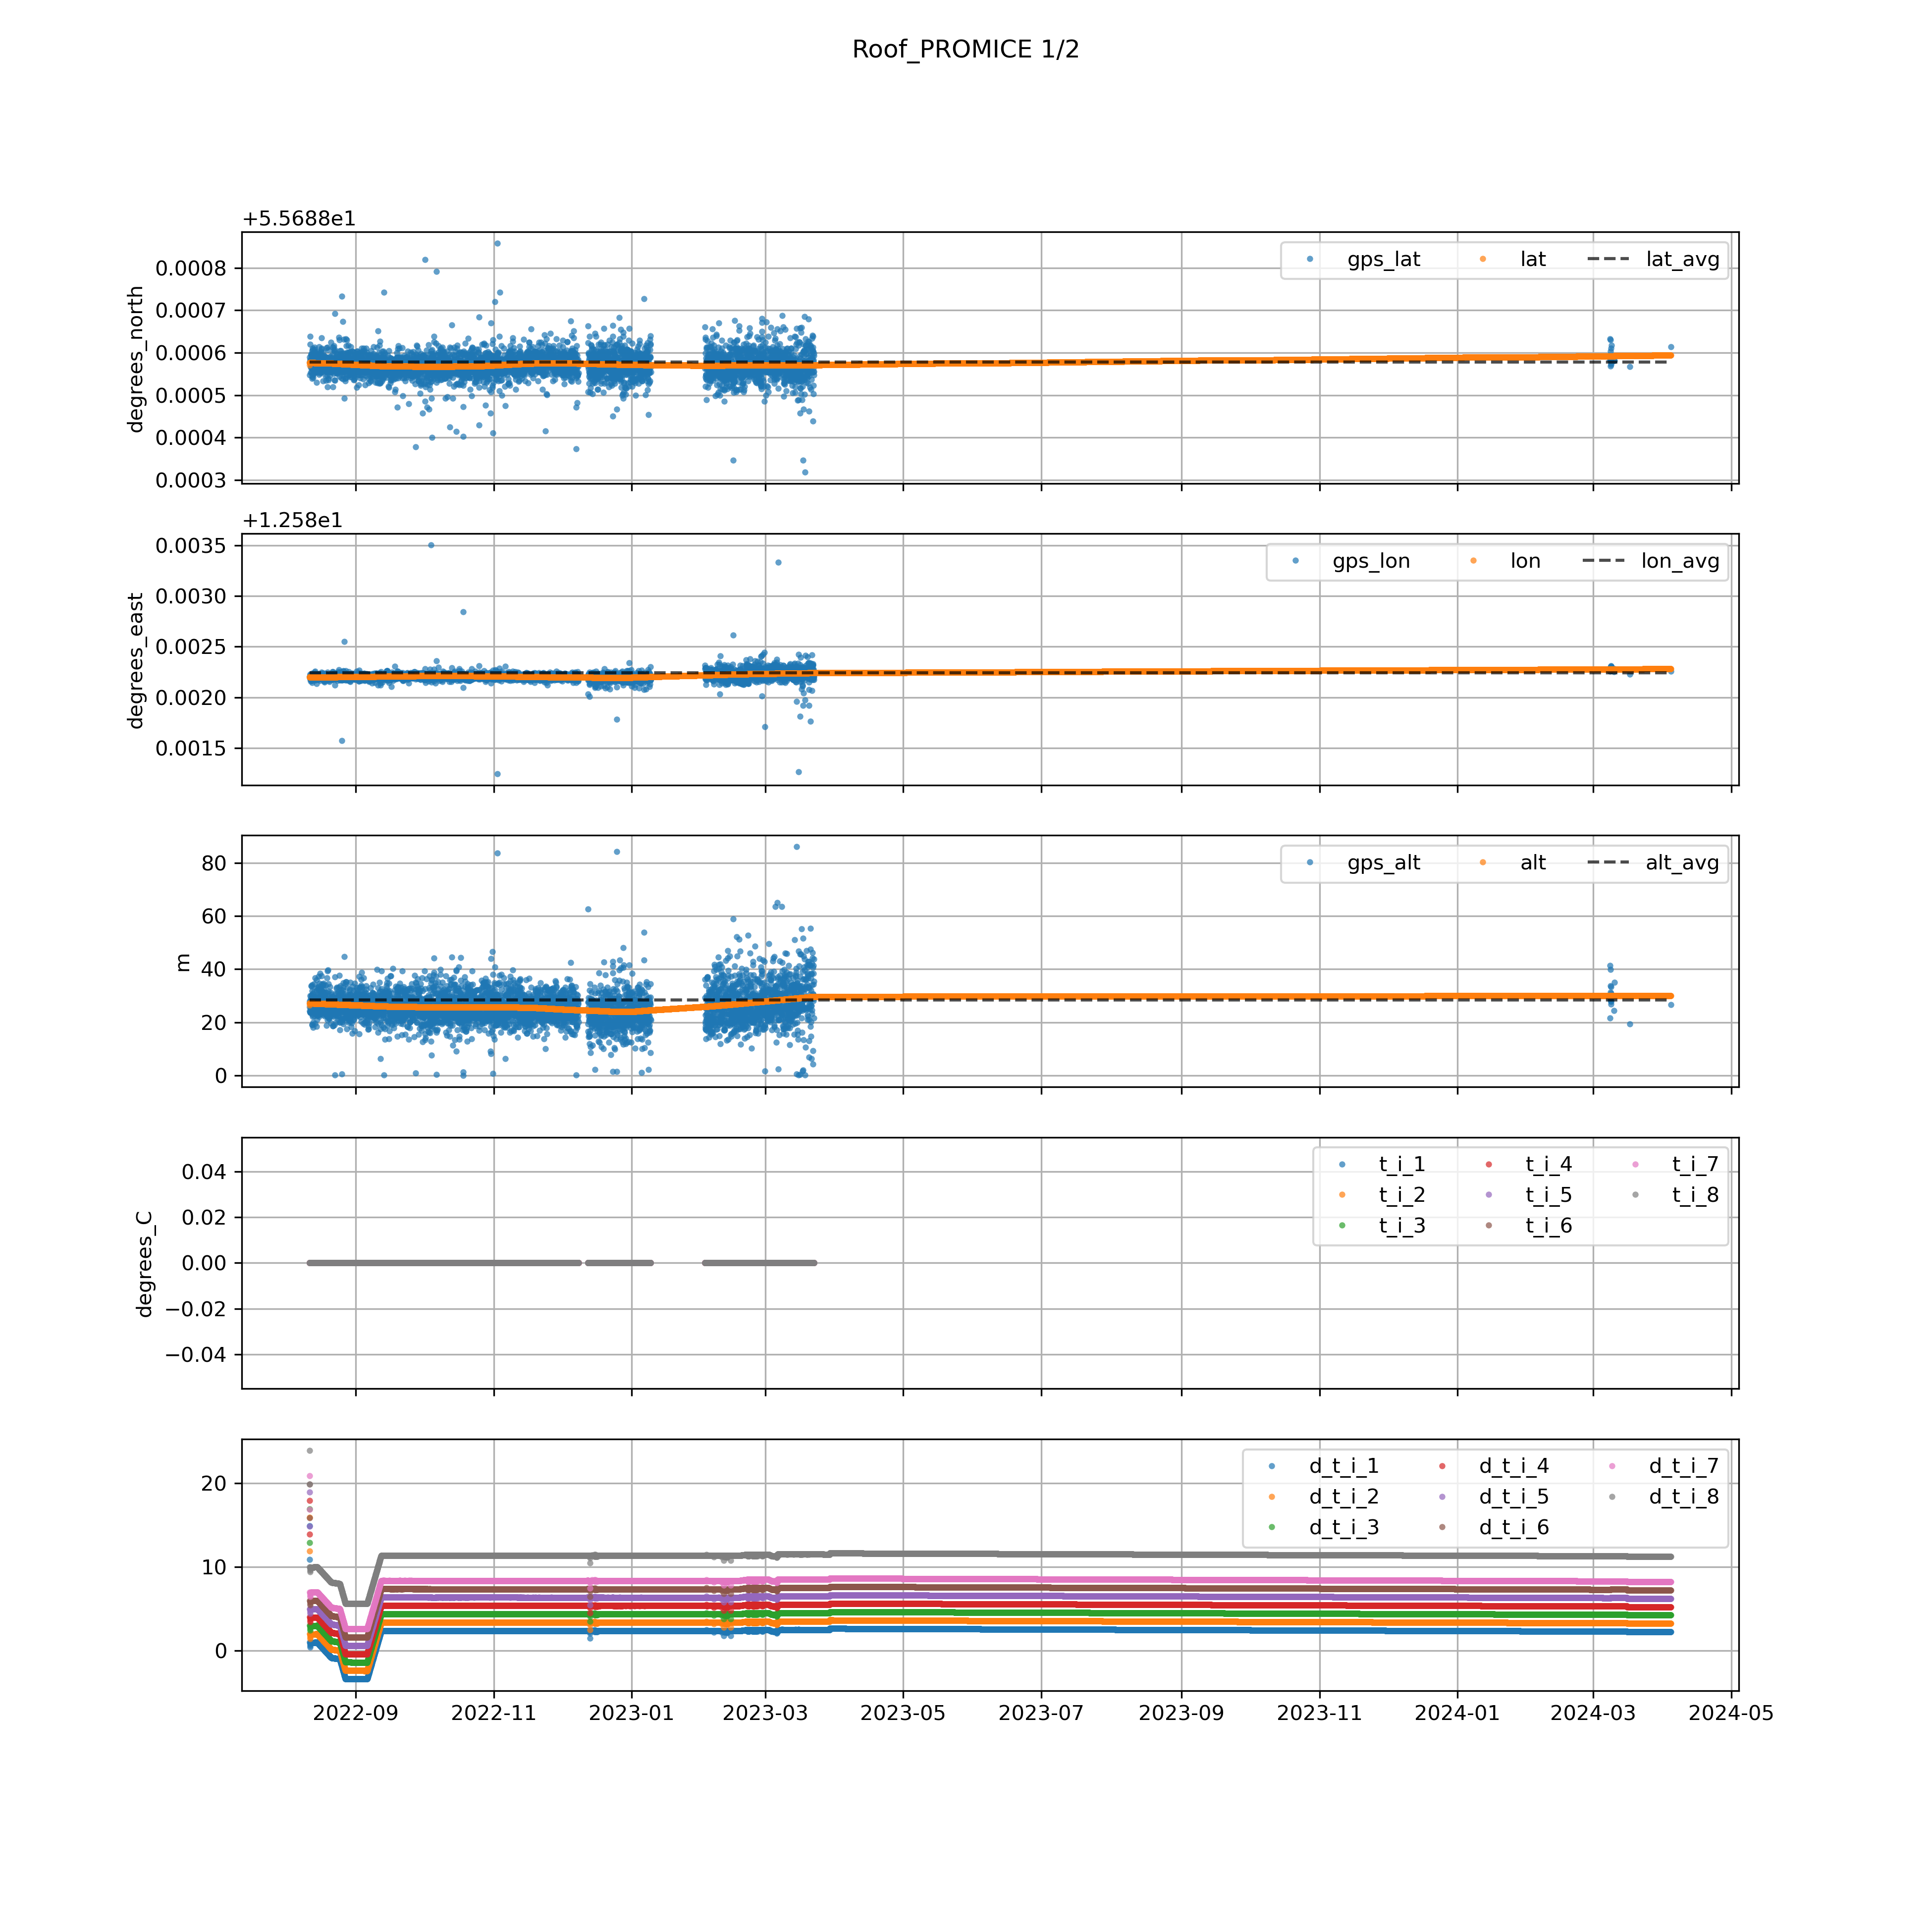 Roof_PROMICE 1/2
+5.5688e1
degrees_north
0.0008
0.0007
0.0006
0.0005
0.0004
0.0003
gps_lat lat lat_avg
+1.258e1
degrees_east
0.0035
0.0030
0.0025
0.0020
0.0015
gps_lon lon lon_avg
m
80
60
40
20
0
gps_alt alt alt_avg
degrees_C
0.04
0.02
0.00
−0.02
−0.04
t_i_1 t_i_4 t_i_7
t_i_2 t_i_5 t_i_8
t_i_3 t_i_6
20
10
0
d_t_i_1 d_t_i_4 d_t_i_7
d_t_i_2 d_t_i_5 d_t_i_8
d_t_i_3 d_t_i_6
2022-09 2022-11 2023-01 2023-03 2023-05 2023-07 2023-09 2023-11 2024-01 2024-03 2024-05